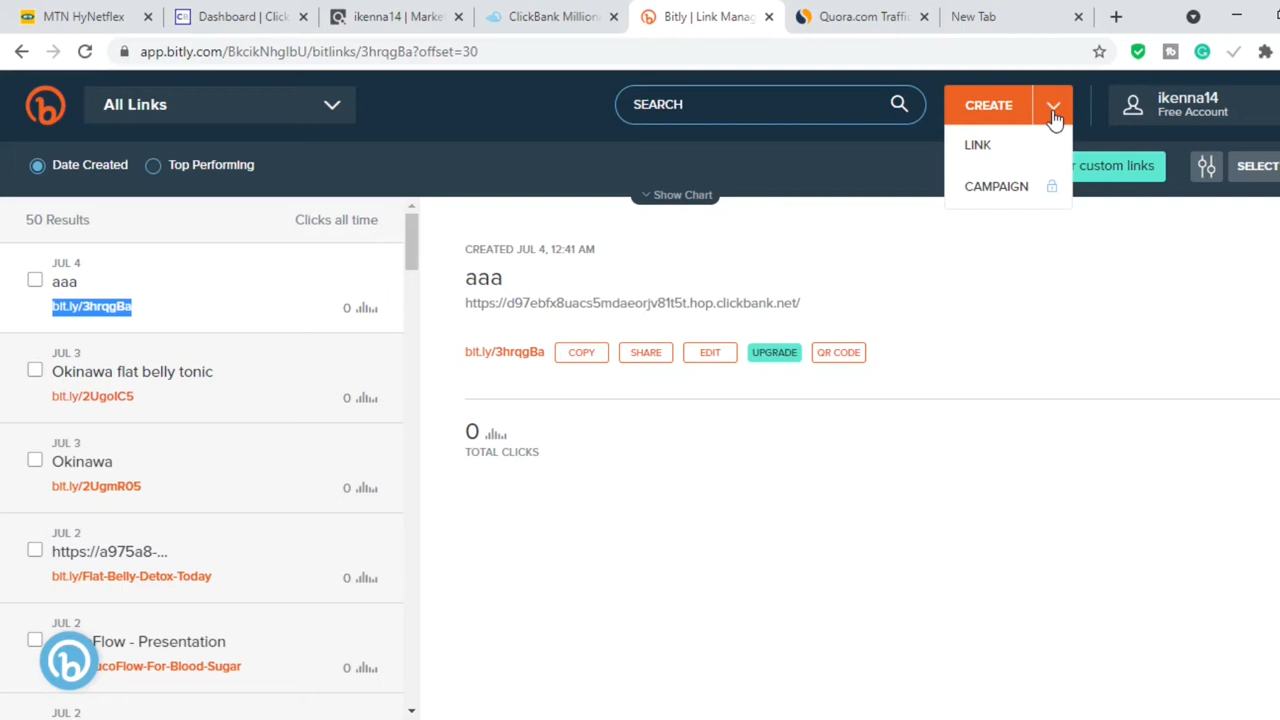 MTN HyNetflex
Dashboard | Click
ikenna14 | Marke
ClickBank Million
Bitly | Link Mana
Quora.com Traffi
New Tab
app.bitly.com/BkcikNhgIbU/bitlinks/3hrqgBa?offset=30
All Links
SEARCH
CREATE
ikenna14
Free Account
LINK
CAMPAIGN
Date Created
Top Performing
r custom links
SELECT
Show Chart
50 Results
Clicks all time
JUL 4
aaa
bit.ly/3hrqgBa
0
JUL 3
Okinawa flat belly tonic
bit.ly/2UgoIC5
0
JUL 3
Okinawa
bit.ly/2UgmR05
0
JUL 2
https://a975a8-...
bit.ly/Flat-Belly-Detox-Today
0
JUL 2
Flow - Presentation
ucoFlow-For-Blood-Sugar
0
JUL 2
CREATED JUL 4, 12:41 AM
aaa
https://d97ebfx8uacs5mdaeorjv81t5t.hop.clickbank.net/
bit.ly/3hrqgBa
COPY
SHARE
EDIT
UPGRADE
QR CODE
0
TOTAL CLICKS